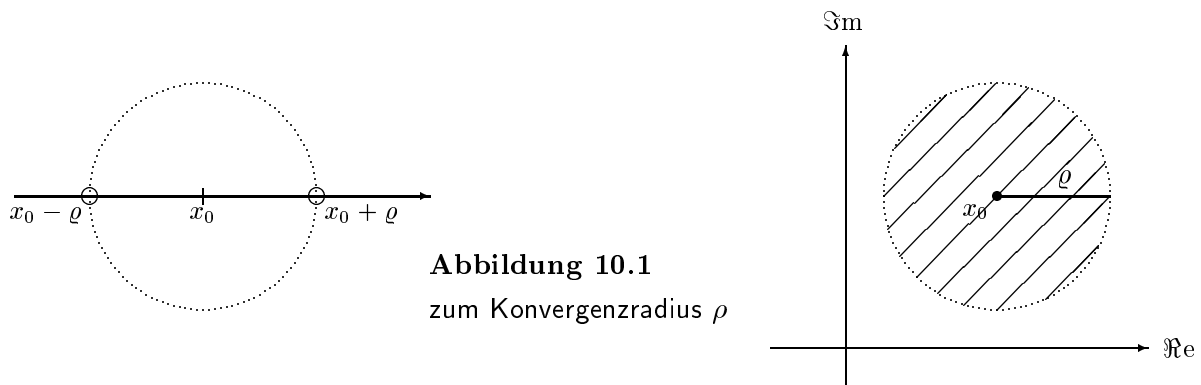 x₀ − ϱ
x₀
x₀ + ϱ
Abbildung 10.1
zum Konvergenzradius ρ
ℑm
ϱ
x₀
ℜe